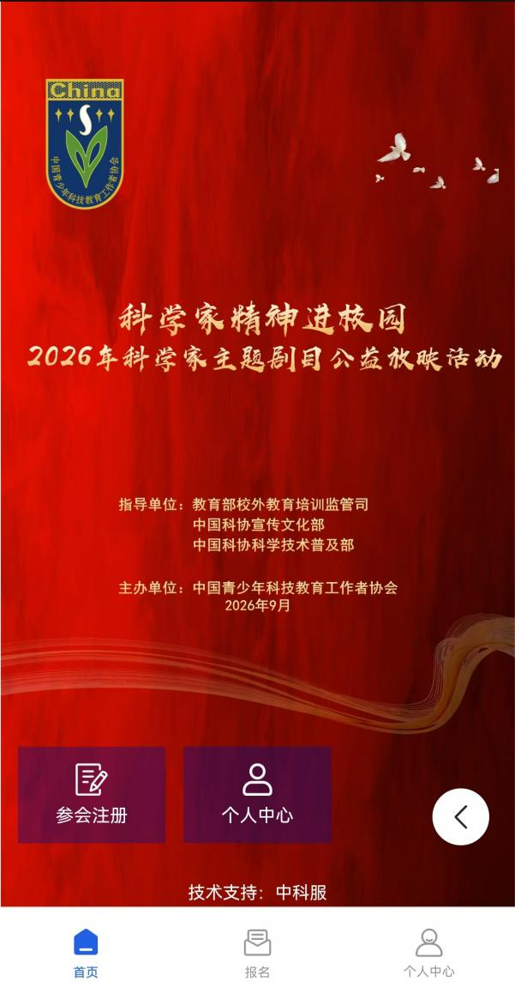 China
中国青少年科技教育工作者协会
科学家精神进校园
2026年科学家主题剧目公益放映活动
指导单位：教育部校外教育培训监管司
中国科协宣传文化部
中国科协科学技术普及部
主办单位：中国青少年科技教育工作者协会
2026年9月
参会注册
个人中心
技术支持：中科服
首页
报名
个人中心